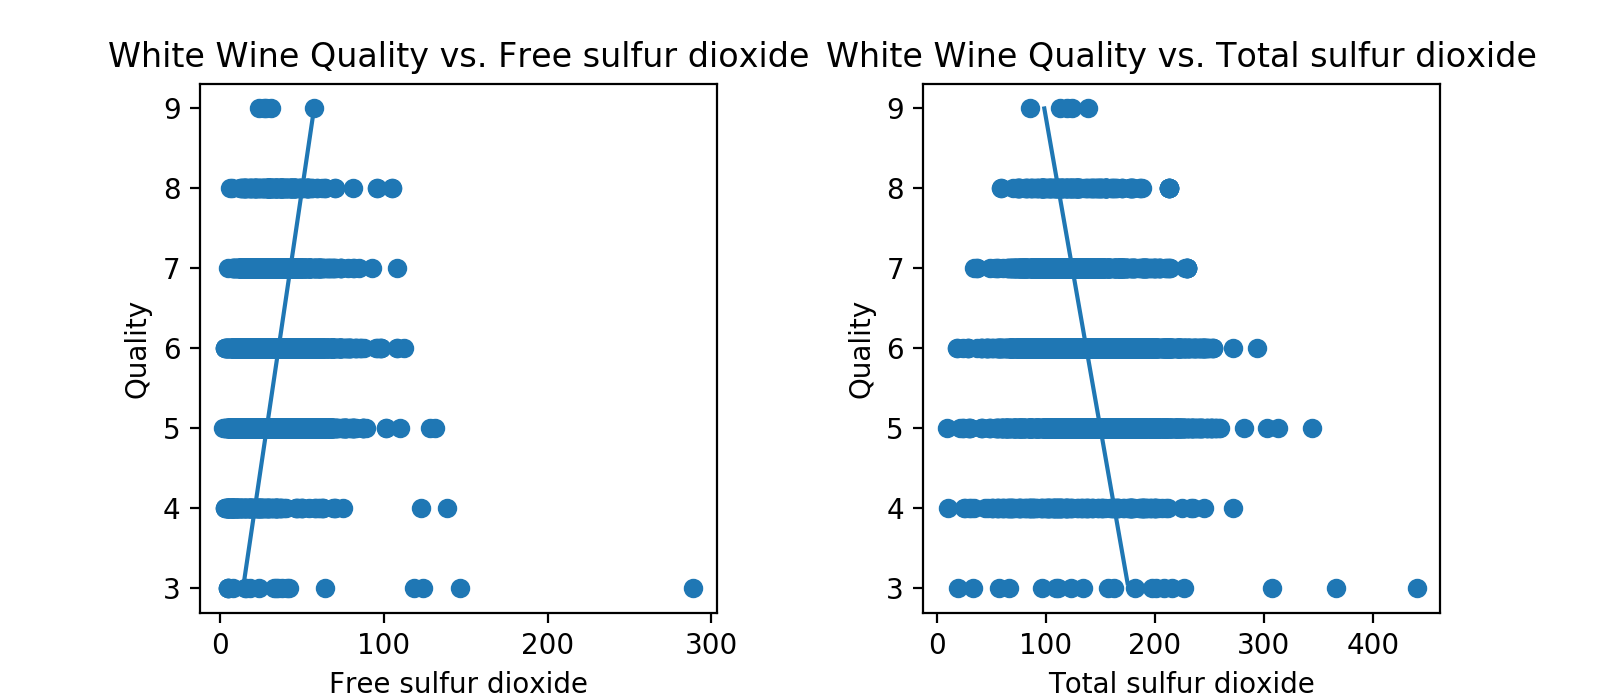 White Wine Quality vs. Free sulfur dioxide
9
8
7
6
5
4
3
Quality
0 100 200 300
Free sulfur dioxide
White Wine Quality vs. Total sulfur dioxide
9
8
7
6
5
4
3
Quality
0 100 200 300 400
Total sulfur dioxide